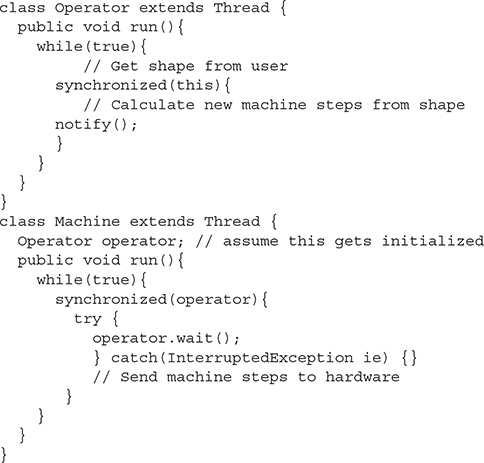 class Operator extends Thread {
  public void run(){
    while(true){
         // Get shape from user
      synchronized(this){
         // Calculate new machine steps from shape
      notify();
      }
    }
  }
}
class Machine extends Thread {
  Operator operator; // assume this gets initialized
  public void run(){
    while(true){
      synchronized(operator){
        try {
          operator.wait();
          } catch(InterruptedException ie) {}
          // Send machine steps to hardware
       }
    }
  }
}